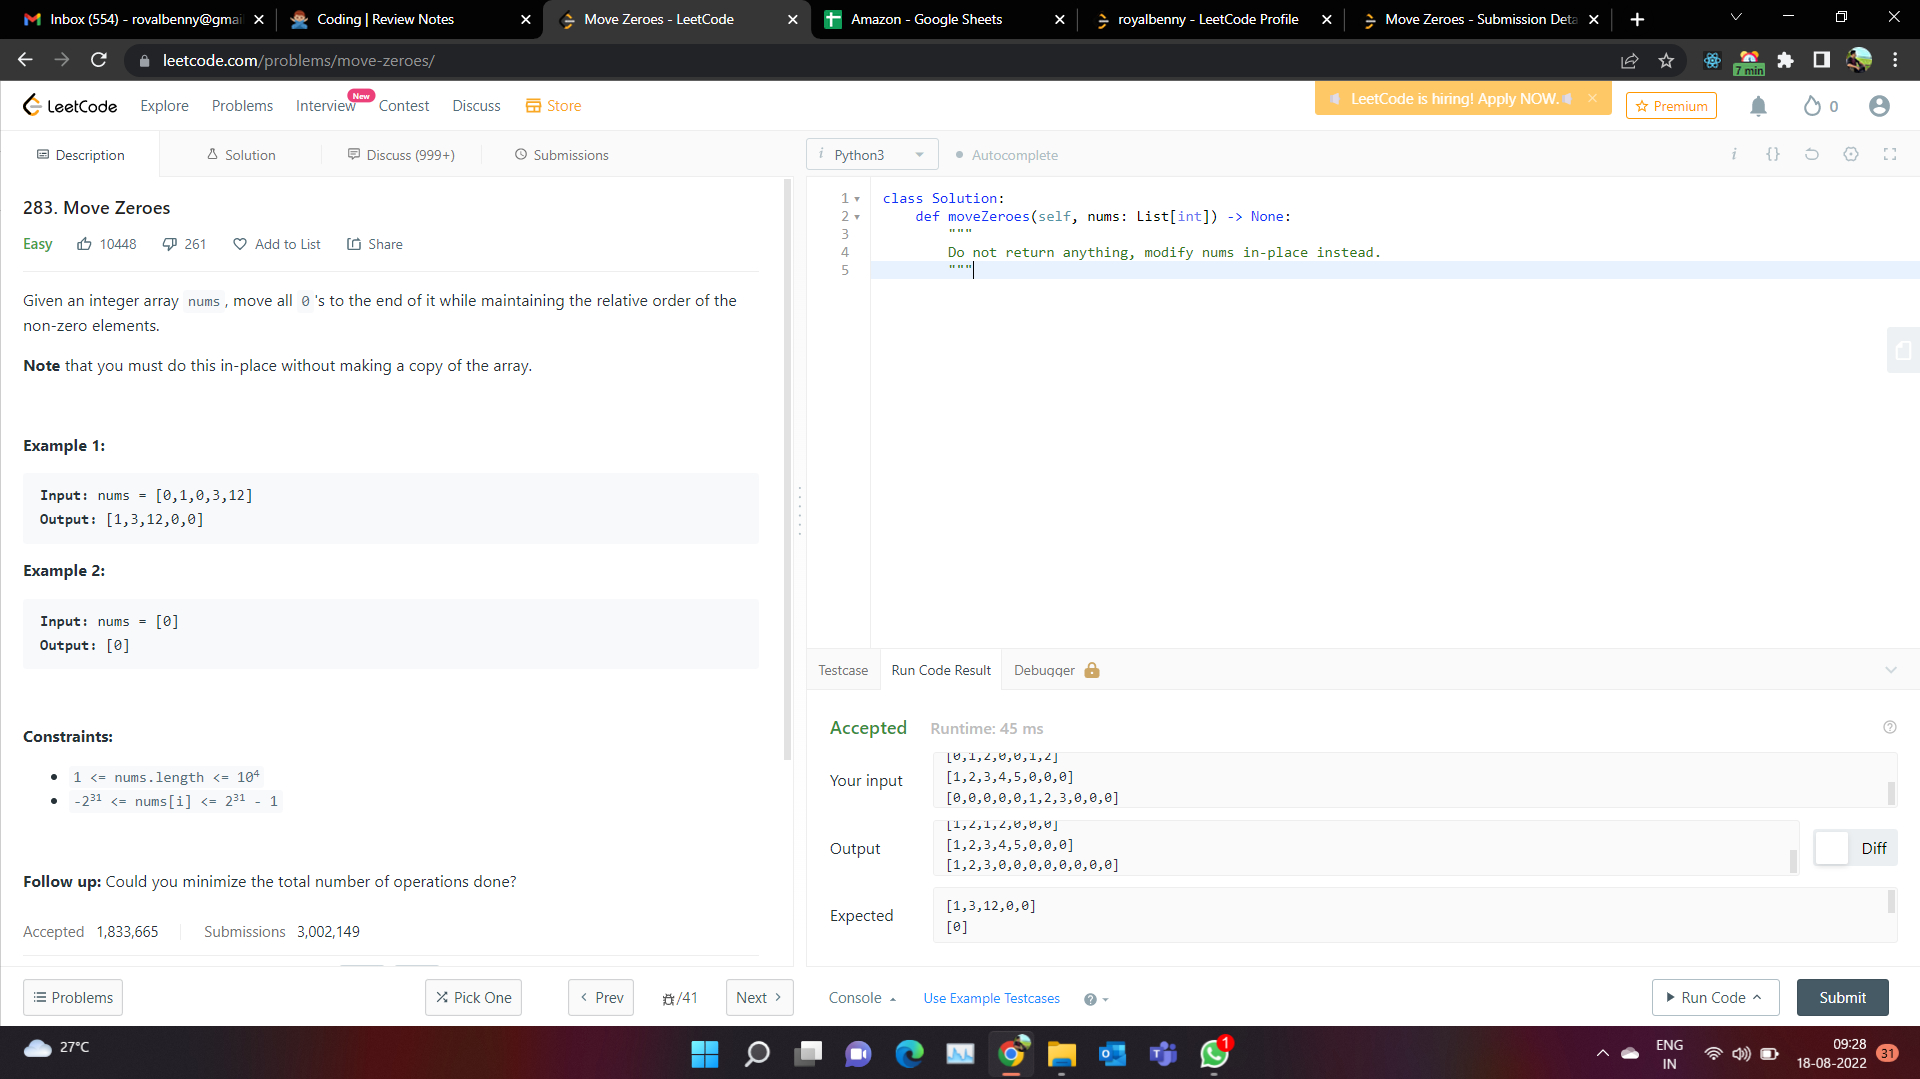 Inbox (554) - rovalbenny@gmai
Coding | Review Notes
Move Zeroes - LeetCode
Amazon - Google Sheets
royalbenny - LeetCode Profile
Move Zeroes - Submission Deta
leetcode.com/problems/move-zeroes/
7 min
LeetCode
Explore
Problems
Interview
New
Contest
Discuss
Store
LeetCode is hiring! Apply NOW.
Premium
0
Description
Solution
Discuss (999+)
Submissions
Python3
Autocomplete
283. Move Zeroes
Easy
10448
261
Add to List
Share
Given an integer array nums, move all 0's to the end of it while maintaining the relative order of the
non-zero elements.
Note that you must do this in-place without making a copy of the array.
Example 1:
Input: nums = [0,1,0,3,12]
Output: [1,3,12,0,0]
Example 2:
Input: nums = [0]
Output: [0]
Constraints:
1 <= nums.length <= 10⁴
-2³¹ <= nums[i] <= 2³¹ - 1
Follow up: Could you minimize the total number of operations done?
Accepted 1,833,665
Submissions 3,002,149
1 class Solution:
2 def moveZeroes(self, nums: List[int]) -> None:
3 """
4 Do not return anything, modify nums in-place instead.
5 """
Testcase
Run Code Result
Debugger
Accepted
Runtime: 45 ms
Your input
[0,1,2,0,0,1,2]
[1,2,3,4,5,0,0,0]
[0,0,0,0,0,1,2,3,0,0,0]
Output
[1,2,1,2,0,0,0]
[1,2,3,4,5,0,0,0]
[1,2,3,0,0,0,0,0,0,0,0]
Diff
Expected
[1,3,12,0,0]
[0]
Problems
Pick One
Prev
/41
Next
Console
Use Example Testcases
Run Code
Submit
27°C
1
ENG
IN
09:28
18-08-2022
31